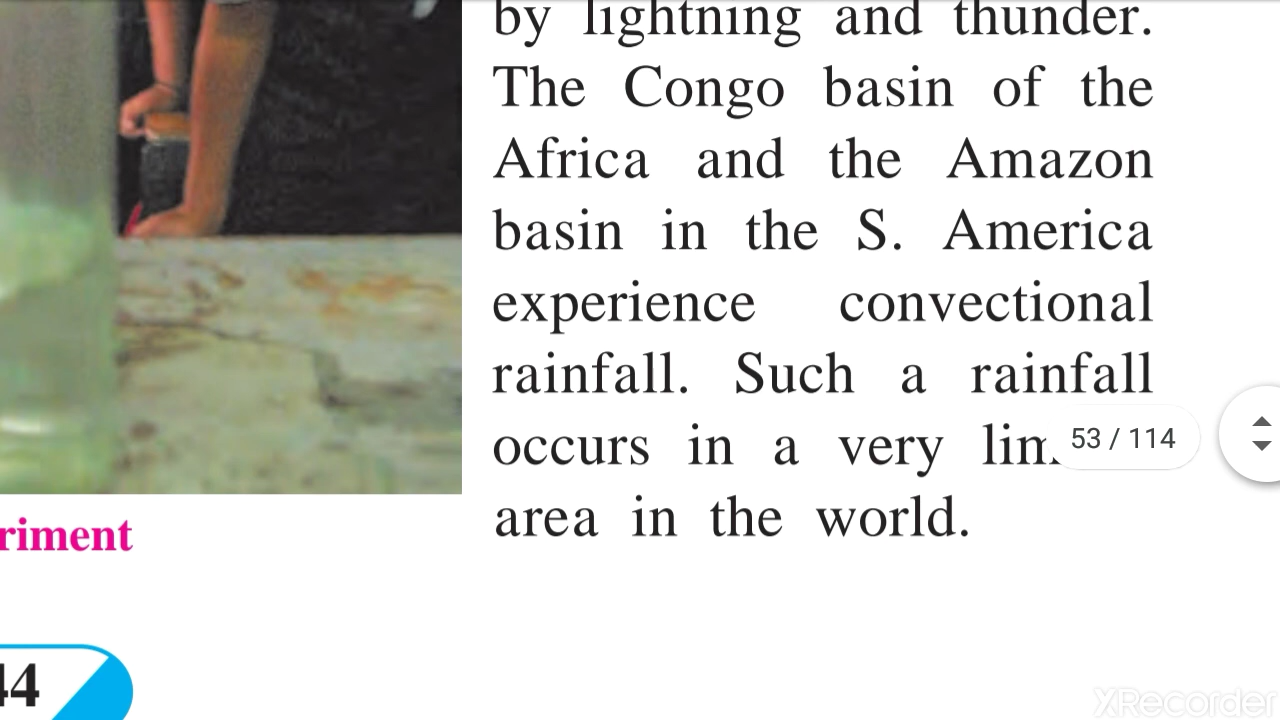 by lightning and thunder.
The Congo basin of the
Africa and the Amazon
basin in the S. America
experience convectional
rainfall. Such a rainfall
occurs in a very
53 / 114
area in the world.
riment
44
XRecorder